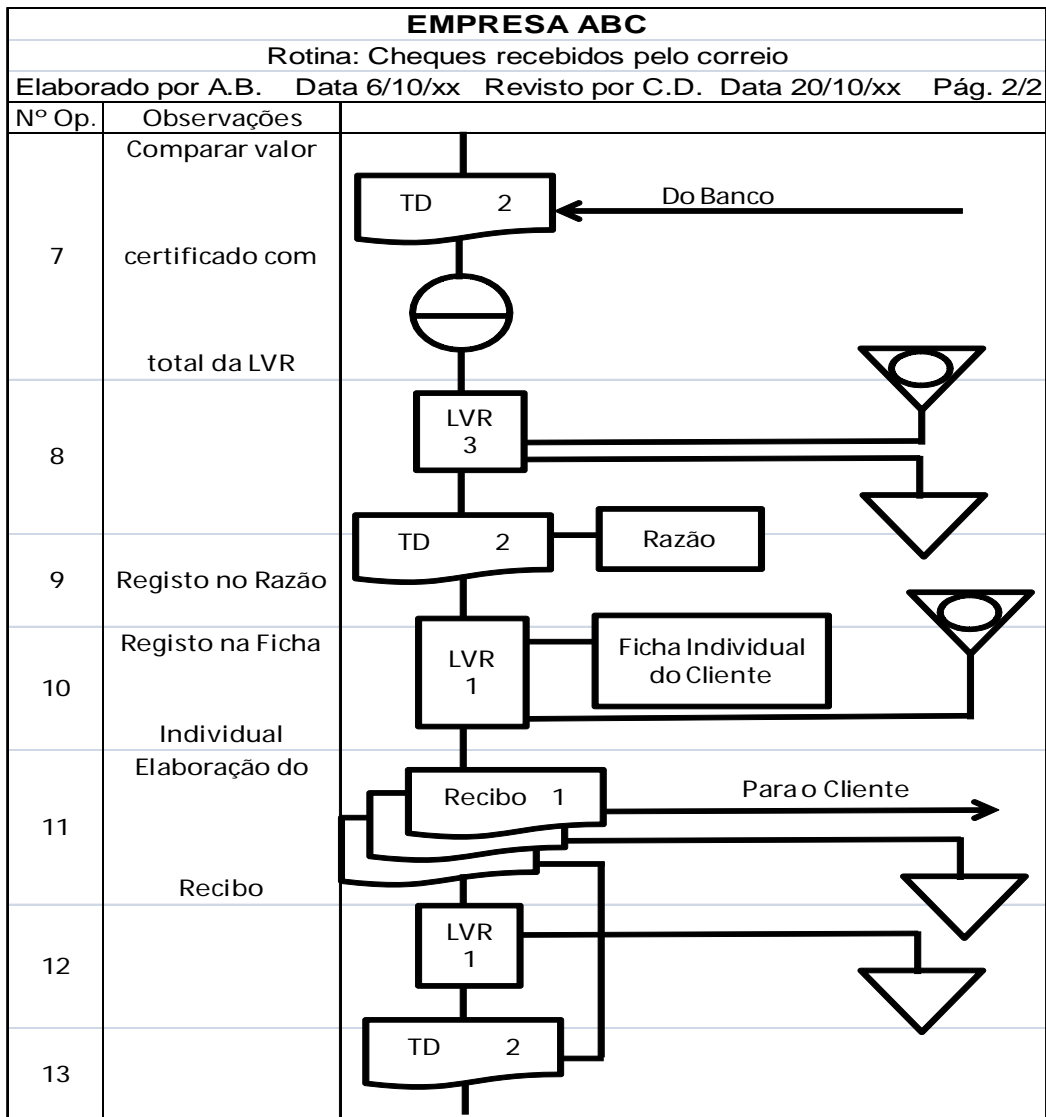 EMPRESA ABC
Rotina: Cheques recebidos pelo correio
Elaborado por A.B. Data 6/10/xx Revisto por C.D. Data 20/10/xx Pág. 2/2
Nº Op. Observações
Comparar valor
TD 2
Do Banco
7 certificado com
total da LVR
LVR
3
8
TD 2
Razão
9 Registo no Razão
Registo na Ficha
LVR
1
Ficha Individual
do Cliente
10
Individual
Elaboração do
Recibo 1
Para o Cliente
11
Recibo
LVR
1
12
TD 2
13